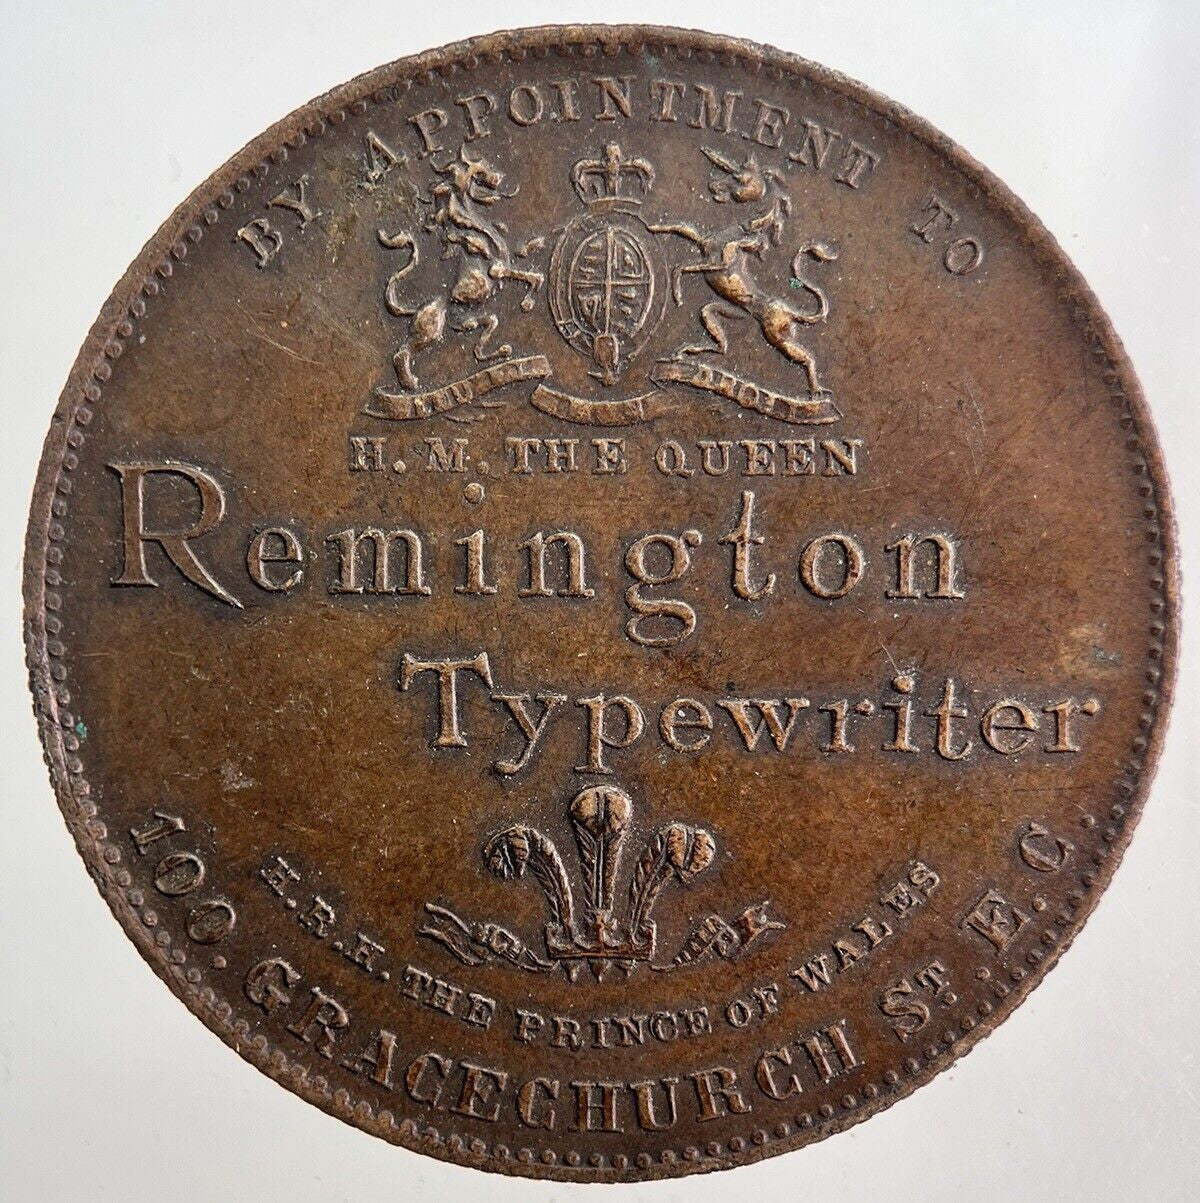 BY APPOINTMENT TO
H.M. THE QUEEN
Remington
Typewriter
H.R.H. THE PRINCE OF WALES
100. GRACECHURCH ST. E.C.